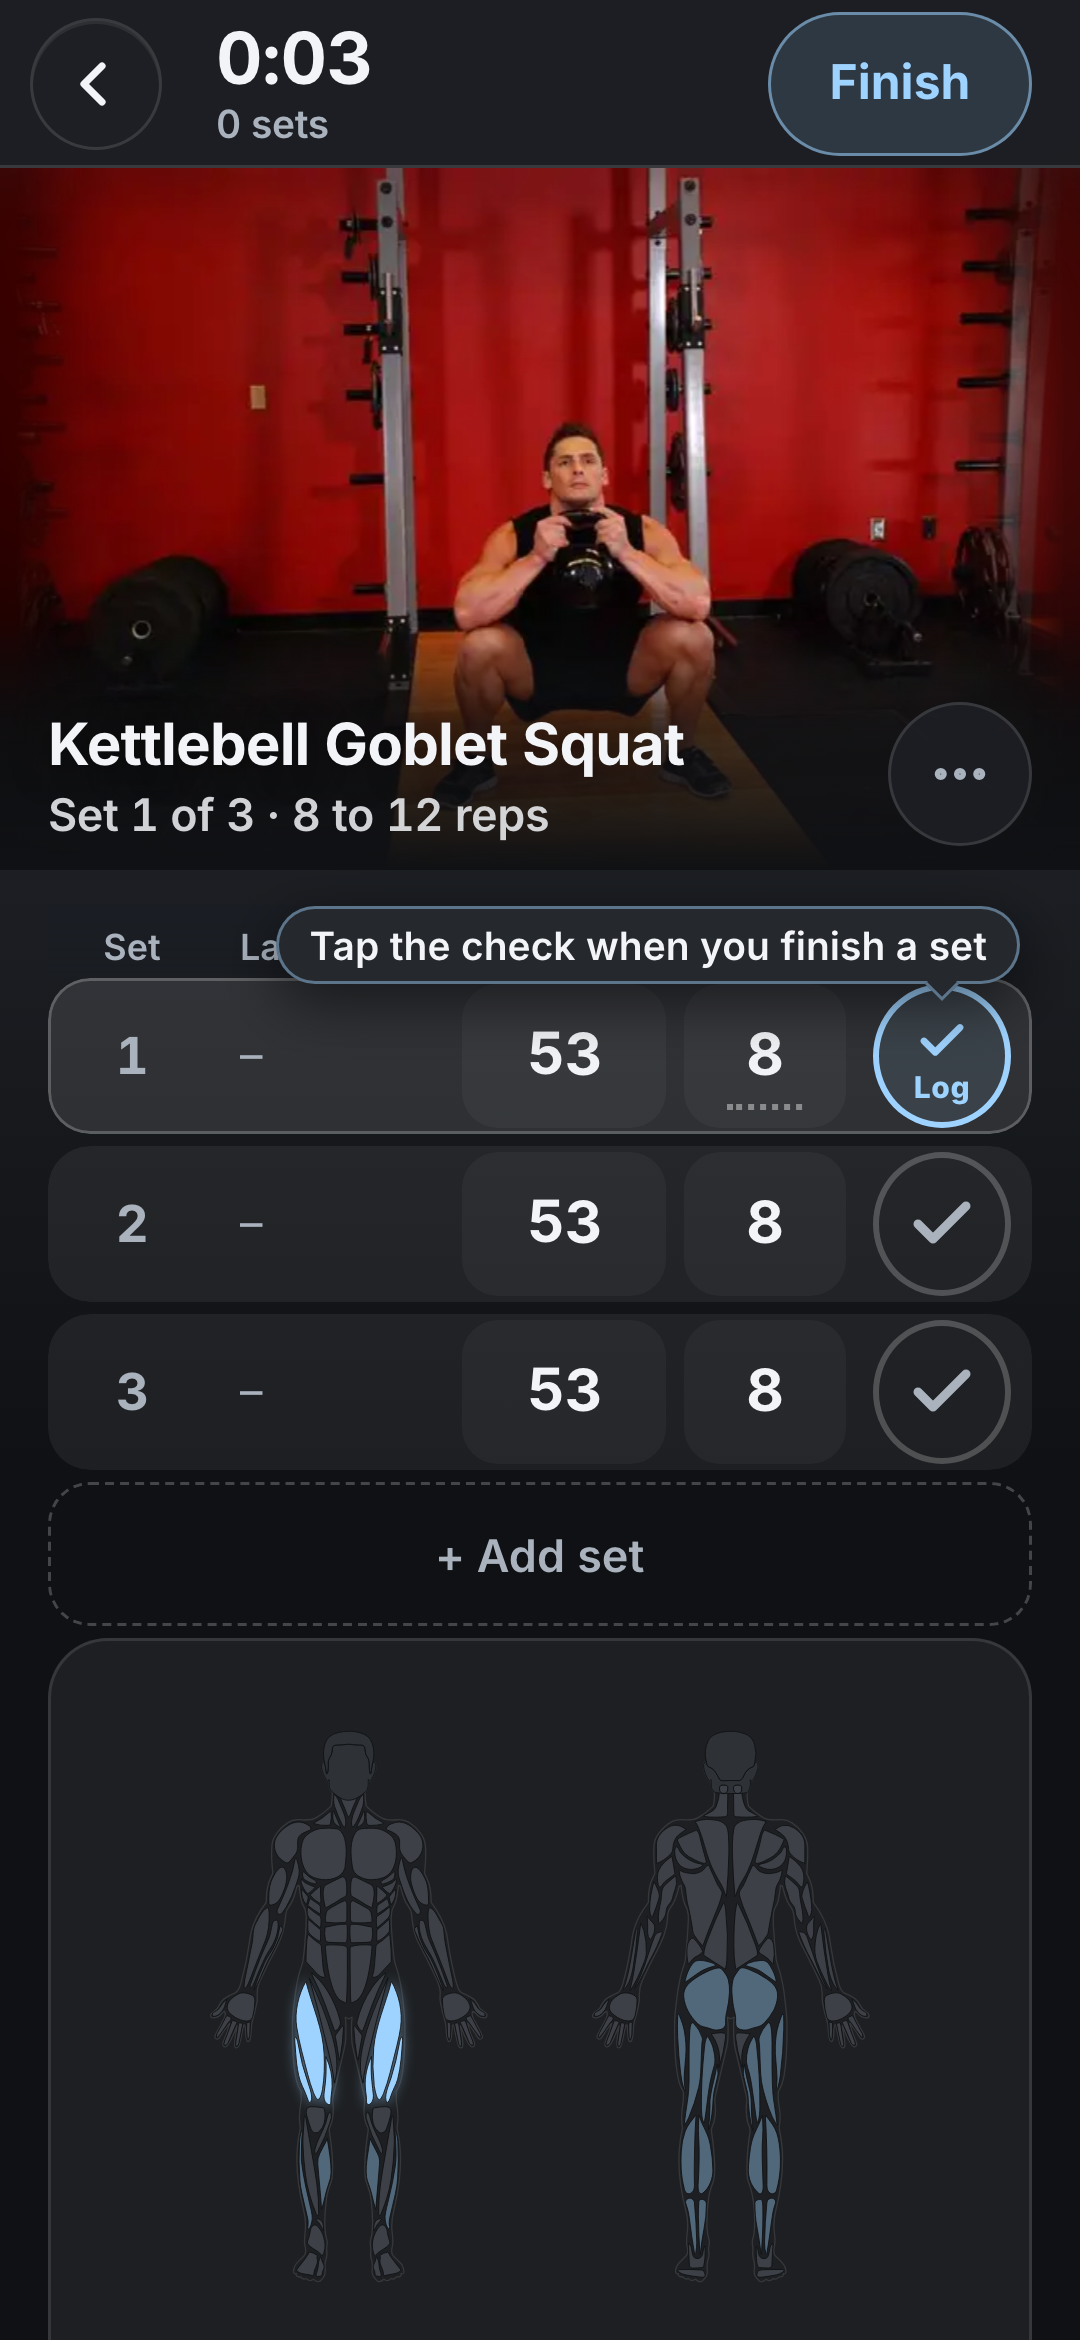 0:03
0 sets
Finish
Kettlebell Goblet Squat
Set 1 of 3 · 8 to 12 reps
Set La
Tap the check when you finish a set
1 – 53 8
Log
2 – 53 8
3 – 53 8
+ Add set